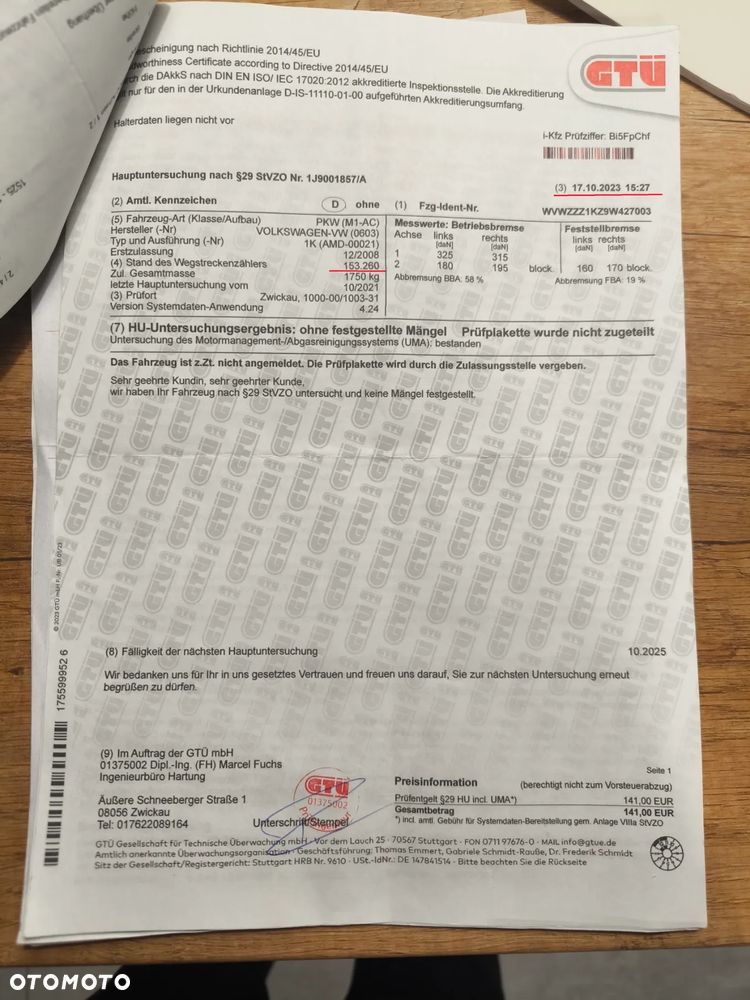 scheinigung nach Richtlinie 2014/45/EU
dworthiness Certificate according to Directive 2014/45/EU
rch die DAkkS nach DIN EN ISO/ IEC 17020:2012 akkreditierte Inspektionsstelle. Die Akkreditierung
nur für den in der Urkundenanlage D-IS-11110-01-00 aufgeführten Akkreditierungsumfang.
GTÜ
Halterdaten liegen nicht vor
i-Kfz Prüfziffer: Bi5FpChf
Hauptuntersuchung nach §29 StVZO Nr. 1J9001857/A
(3) 17.10.2023 15:27
(2) Amtl. Kennzeichen D ohne (1) Fzg-Ident-Nr. WVWZZZ1KZ9W427003
(5) Fahrzeug-Art (Klasse/Aufbau) PKW (M1-AC)
Hersteller (-Nr) VOLKSWAGEN-VW (0603)
Typ und Ausführung (-Nr) 1K (AMD-00021)
Erstzulassung 12/2008
(4) Stand des Wegstreckenzählers 153.260
Zul. Gesamtmasse 1750 kg
letzte Hauptuntersuchung vom 10/2021
(3) Prüfort Zwickau, 1000-00/1003-31
Version Systemdaten-Anwendung 4.24
Messwerte: Betriebsbremse
Achse links rechts
[daN] [daN]
1 325 315
2 180 195 block.
Abbremsung BBA: 58 %
Feststellbremse
links rechts
[daN] [daN]
160 170 block.
Abbremsung FBA: 19 %
(7) HU-Untersuchungsergebnis: ohne festgestellte Mängel Prüfplakette wurde nicht zugeteilt
Untersuchung des Motormanagement-/Abgasreinigungssystems (UMA): bestanden
Das Fahrzeug ist z.Zt. nicht angemeldet. Die Prüfplakette wird durch die Zulassungsstelle vergeben.
Sehr geehrte Kundin, sehr geehrter Kunde,
wir haben Ihr Fahrzeug nach §29 StVZO untersucht und keine Mängel festgestellt.
(8) Fälligkeit der nächsten Hauptuntersuchung 10.2025
Wir bedanken uns für Ihr in uns gesetztes Vertrauen und freuen uns darauf, Sie zur nächsten Untersuchung erneut
begrüßen zu dürfen.
175599952 6
(9) Im Auftrag der GTÜ mbH
01375002 Dipl.-Ing. (FH) Marcel Fuchs
Ingenieurbüro Hartung
Äußere Schneeberger Straße 1
08056 Zwickau
Tel: 017622089164
GTÜ
01375002
Unterschrift/Stempel
Seite 1
Preisinformation (berechtigt nicht zum Vorsteuerabzug)
Prüfentgelt §29 HU incl. UMA*) 141,00 EUR
Gesamtbetrag 141,00 EUR
*) incl. amtl. Gebühr für Systemdaten-Bereitstellung gem. Anlage VIIIa StVZO
GTÜ Gesellschaft für Technische Überwachung mbH · Vor dem Lauch 25 · 70567 Stuttgart · FON 0711 97676-0 · MAIL info@gtue.de
Amtlich anerkannte Überwachungsorganisation · Geschäftsführung: Thomas Emmert, Gabriele Schmidt-Rauße, Dr. Frederik Schmidt
Sitz der Gesellschaft/Registergericht: Stuttgart HRB Nr. 9610 · USt.-IdNr.: DE 147841514 · Bitte beachten Sie die Rückseite
OTOMOTO